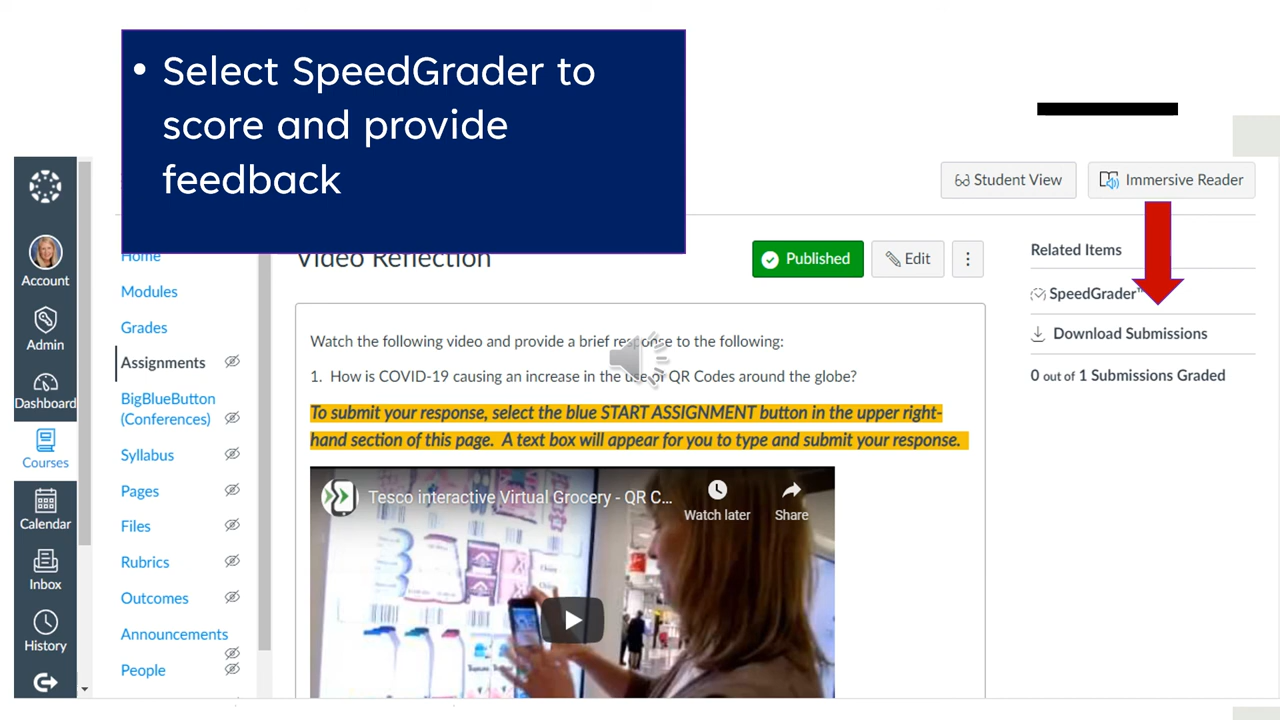 • Select SpeedGrader to
score and provide
feedback
Student View
Immersive Reader
Account
Admin
Dashboard
Courses
Calendar
Inbox
History
Home
Modules
Grades
Assignments
BigBlueButton
(Conferences)
Syllabus
Pages
Files
Rubrics
Outcomes
Announcements
People
Video Reflection
Published
Edit
Watch the following video and provide a brief response to the following:
1. How is COVID-19 causing an increase in the use of QR Codes around the globe?
To submit your response, select the blue START ASSIGNMENT button in the upper right-
hand section of this page. A text box will appear for you to type and submit your response.
Tesco interactive Virtual Grocery - QR C...
Watch later
Share
Related Items
SpeedGrader™
Download Submissions
0 out of 1 Submissions Graded